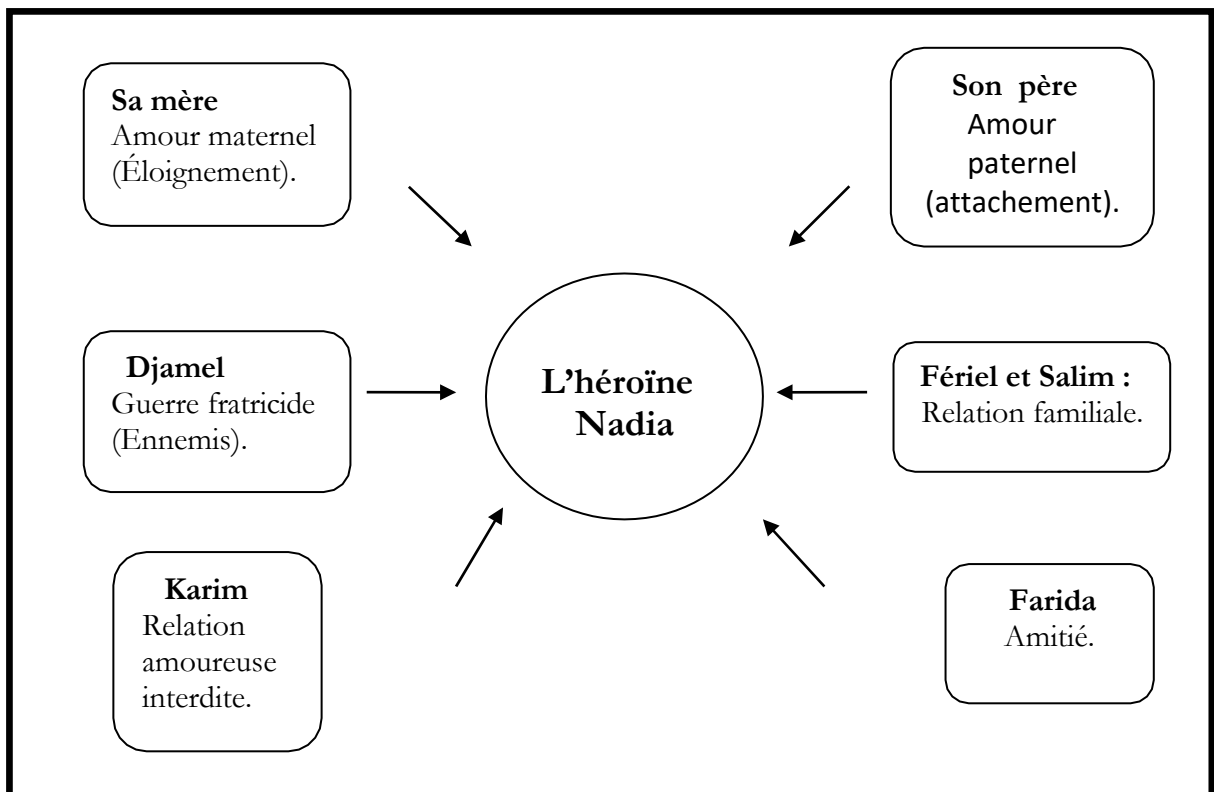 Sa mère
Amour maternel
(Éloignement).
Son père
Amour
paternel
(attachement).
L’héroïne
Nadia
Djamel
Guerre fratricide
(Ennemis).
Fériel et Salim :
Relation familiale.
Karim
Relation
amoureuse
interdite.
Farida
Amitié.